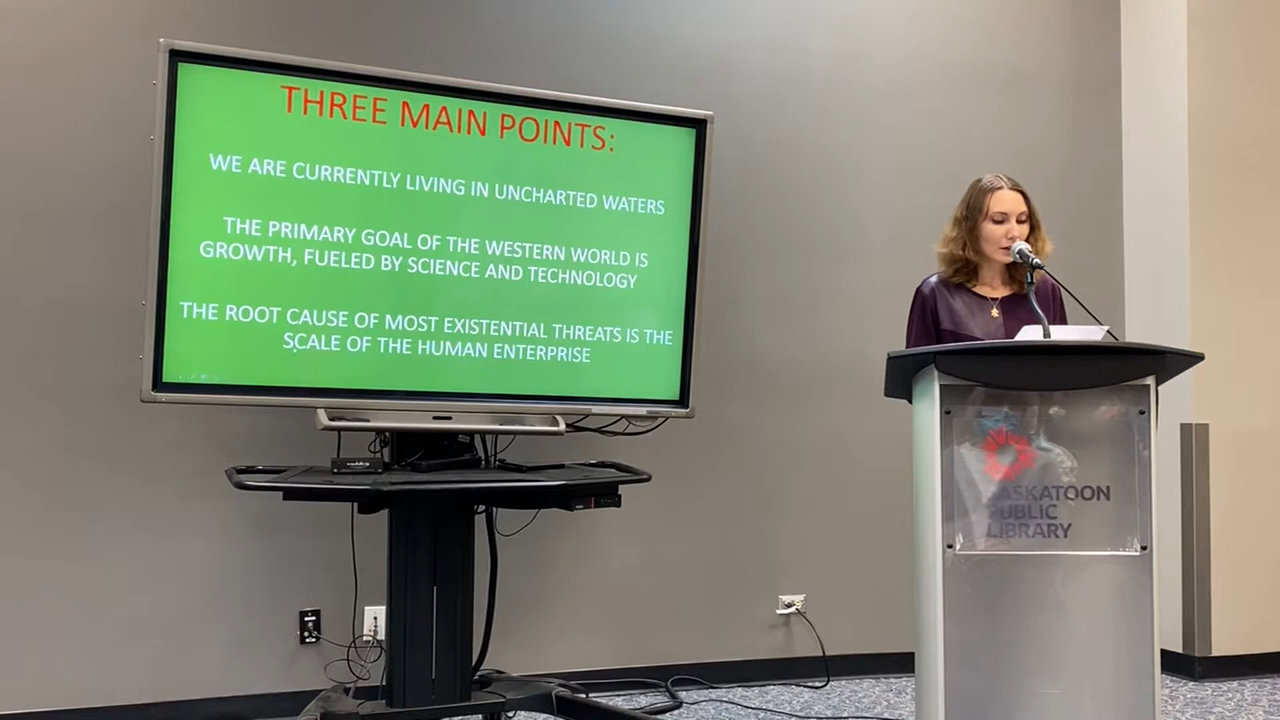 THREE MAIN POINTS:
WE ARE CURRENTLY LIVING IN UNCHARTED WATERS
THE PRIMARY GOAL OF THE WESTERN WORLD IS
GROWTH, FUELED BY SCIENCE AND TECHNOLOGY
THE ROOT CAUSE OF MOST EXISTENTIAL THREATS IS THE
SCALE OF THE HUMAN ENTERPRISE
SASKATOON
PUBLIC
LIBRARY